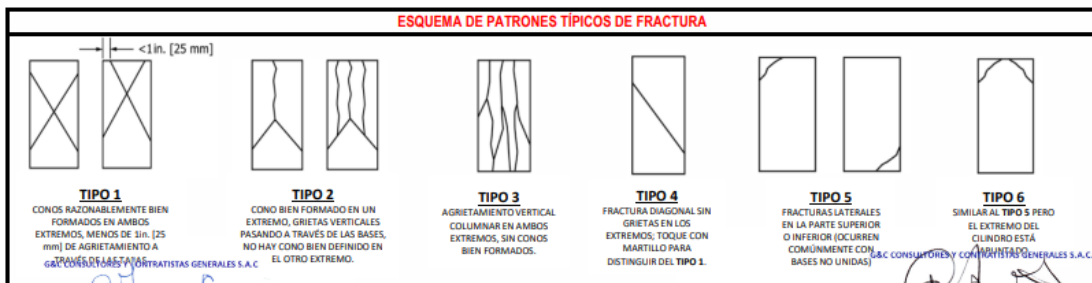 ESQUEMA DE PATRONES TÍPICOS DE FRACTURA
<1in. [25 mm]
TIPO 1
CONOS RAZONABLEMENTE BIEN
FORMADOS EN AMBOS
EXTREMOS, MENOS DE 1in. [25
mm] DE AGRIETAMIENTO A
TRAVÉS DE LAS TAPAS.
TIPO 2
CONO BIEN FORMADO EN UN
EXTREMO, GRIETAS VERTICALES
PASANDO A TRAVÉS DE LAS BASES,
NO HAY CONO BIEN DEFINIDO EN
EL OTRO EXTREMO.
TIPO 3
AGRIETAMIENTO VERTICAL
COLUMNAR EN AMBOS
EXTREMOS, SIN CONOS
BIEN FORMADOS.
TIPO 4
FRACTURA DIAGONAL SIN
GRIETAS EN LOS
EXTREMOS; TOQUE CON
MARTILLO PARA
DISTINGUIR DEL TIPO 1.
TIPO 5
FRACTURAS LATERALES
EN LA PARTE SUPERIOR
O INFERIOR (OCURREN
COMÚNMENTE CON
BASES NO UNIDAS)
TIPO 6
SIMILAR AL TIPO 5 PERO
EL EXTREMO DEL
CILINDRO ESTÁ
APUNTADO.
G&C CONSULTORES Y CONTRATISTAS GENERALES S.A.C
G&C CONSULTORES Y CONTRATISTAS GENERALES S.A.C.